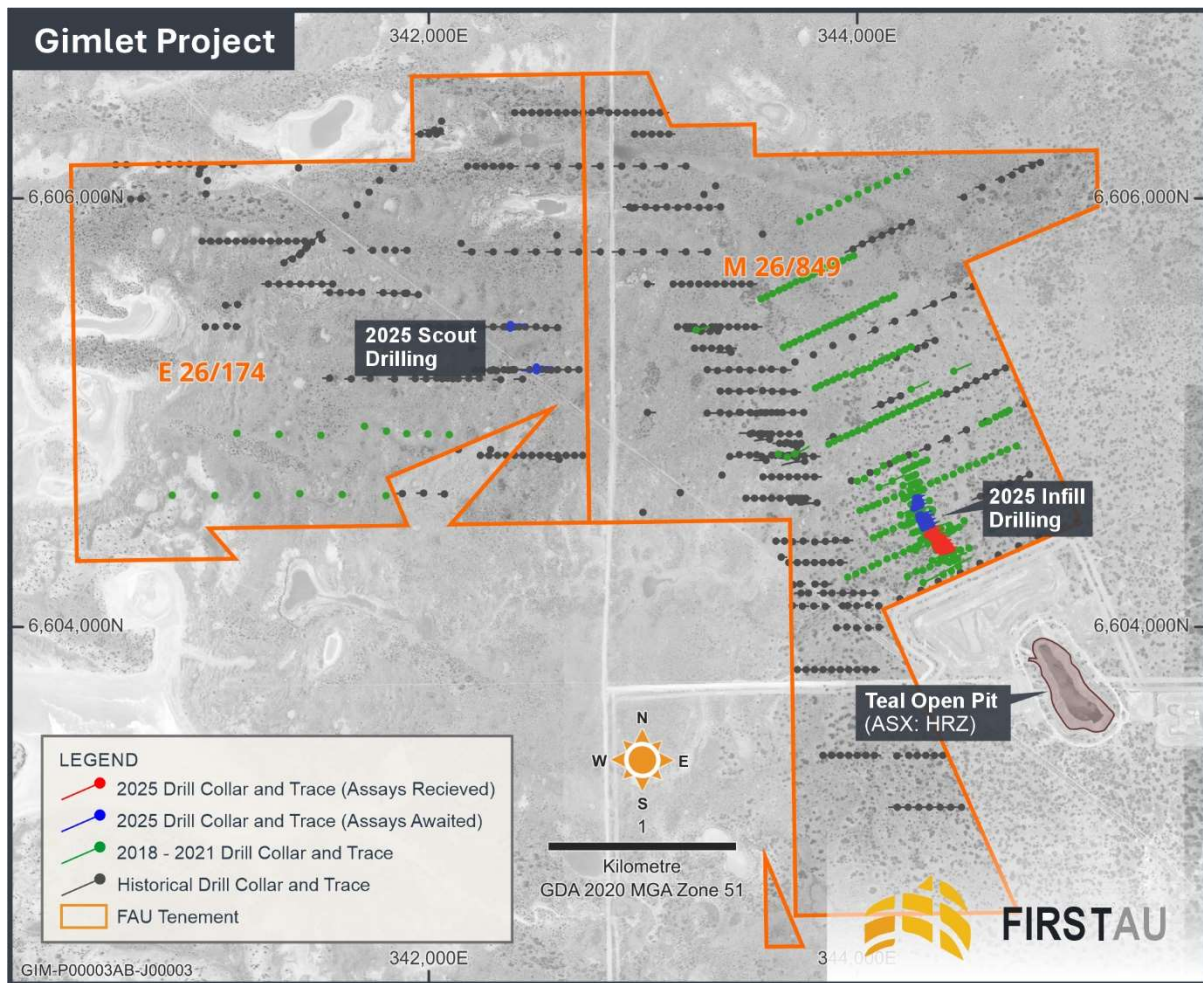 Gimlet Project
342,000E
344,000E
6,606,000N
6,606,000N
M 26/849
2025 Scout
Drilling
E 26/174
2025 Infill
Drilling
6,604,000N
6,604,000N
Teal Open Pit
(ASX: HRZ)
N
W
E
S
1
Kilometre
GDA 2020 MGA Zone 51
LEGEND
2025 Drill Collar and Trace (Assays Recieved)
2025 Drill Collar and Trace (Assays Awaited)
2018 - 2021 Drill Collar and Trace
Historical Drill Collar and Trace
FAU Tenement
FIRSTAU
GIM-P00003AB-J00003
342,000E
344,000E